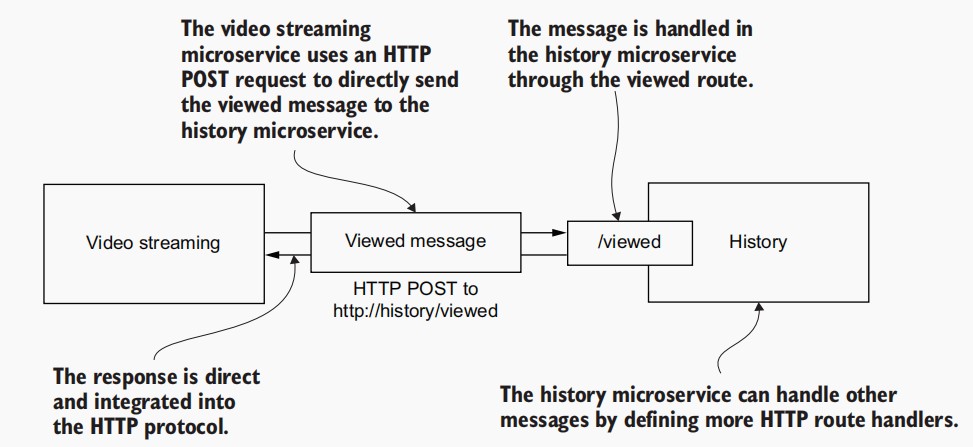 The video streaming
microservice uses an HTTP
POST request to directly send
the viewed message to the
history microservice.
The message is handled in
the history microservice
through the viewed route.
Video streaming
Viewed message
/viewed
History
HTTP POST to
http://history/viewed
The response is direct
and integrated into
the HTTP protocol.
The history microservice can handle other
messages by defining more HTTP route handlers.